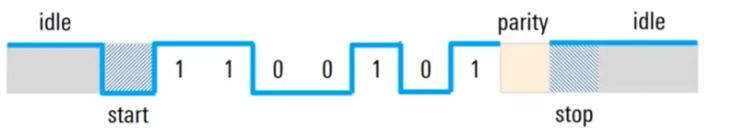 idle parity idle
1 1 0 0 1 0 1
start stop